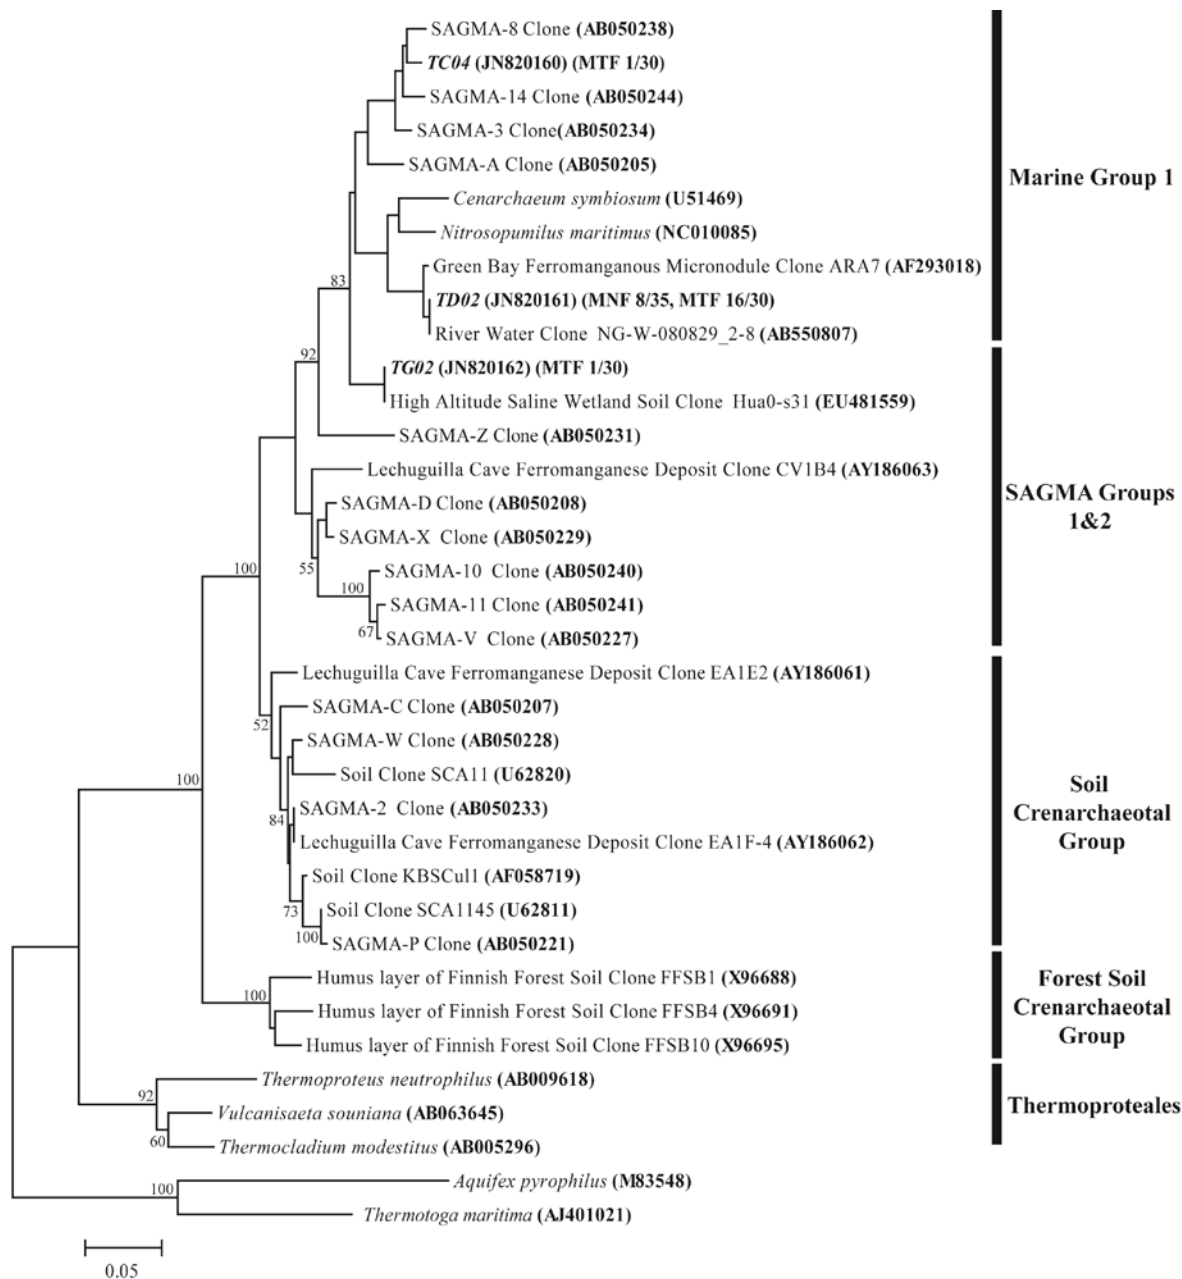 SAGMA-8 Clone (AB050238)
TC04 (JN820160) (MTF 1/30)
SAGMA-14 Clone (AB050244)
SAGMA-3 Clone(AB050234)
SAGMA-A Clone (AB050205)
Marine Group 1
Cenarchaeum symbiosum (U51469)
Nitrosopumilus maritimus (NC010085)
Green Bay Ferromanganous Micronodule Clone ARA7 (AF293018)
83
TD02 (JN820161) (MNF 8/35, MTF 16/30)
River Water Clone NG-W-080829_2-8 (AB550807)
92
TG02 (JN820162) (MTF 1/30)
High Altitude Saline Wetland Soil Clone Hua0-s31 (EU481559)
SAGMA-Z Clone (AB050231)
Lechuguilla Cave Ferromanganese Deposit Clone CV1B4 (AY186063)
SAGMA Groups
1&2
SAGMA-D Clone (AB050208)
SAGMA-X Clone (AB050229)
100
55
SAGMA-10 Clone (AB050240)
100
SAGMA-11 Clone (AB050241)
67
SAGMA-V Clone (AB050227)
Lechuguilla Cave Ferromanganese Deposit Clone EA1E2 (AY186061)
SAGMA-C Clone (AB050207)
52
SAGMA-W Clone (AB050228)
100
Soil Clone SCA11 (U62820)
Soil
Crenarchaeotal
Group
SAGMA-2 Clone (AB050233)
84
Lechuguilla Cave Ferromanganese Deposit Clone EA1F-4 (AY186062)
Soil Clone KBSCul1 (AF058719)
73
Soil Clone SCA1145 (U62811)
100
SAGMA-P Clone (AB050221)
Humus layer of Finnish Forest Soil Clone FFSB1 (X96688)
100
Humus layer of Finnish Forest Soil Clone FFSB4 (X96691)
Humus layer of Finnish Forest Soil Clone FFSB10 (X96695)
Forest Soil
Crenarchaeotal
Group
Thermoproteus neutrophilus (AB009618)
92
Vulcanisaeta souniana (AB063645)
60
Thermocladium modestitus (AB005296)
Thermoproteales
Aquifex pyrophilus (M83548)
100
Thermotoga maritima (AJ401021)
0.05